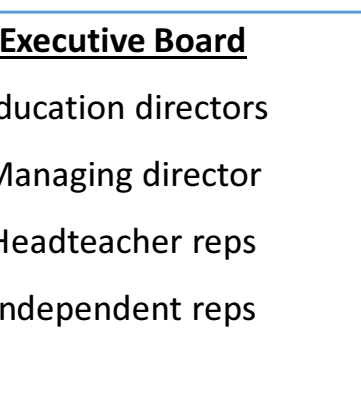 Executive Board
ducation directors
Managing director
Headteacher reps
ndependent reps